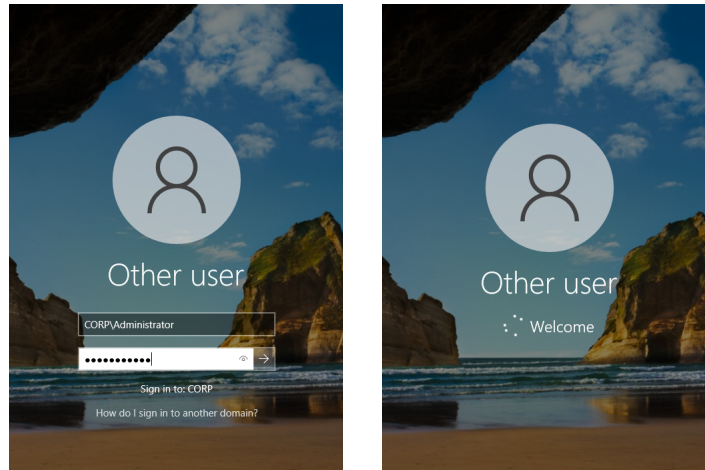 Other user
CORP\Administrator
●●●●●●●●●●●
Sign in to: CORP
How do I sign in to another domain?
Other user
Welcome